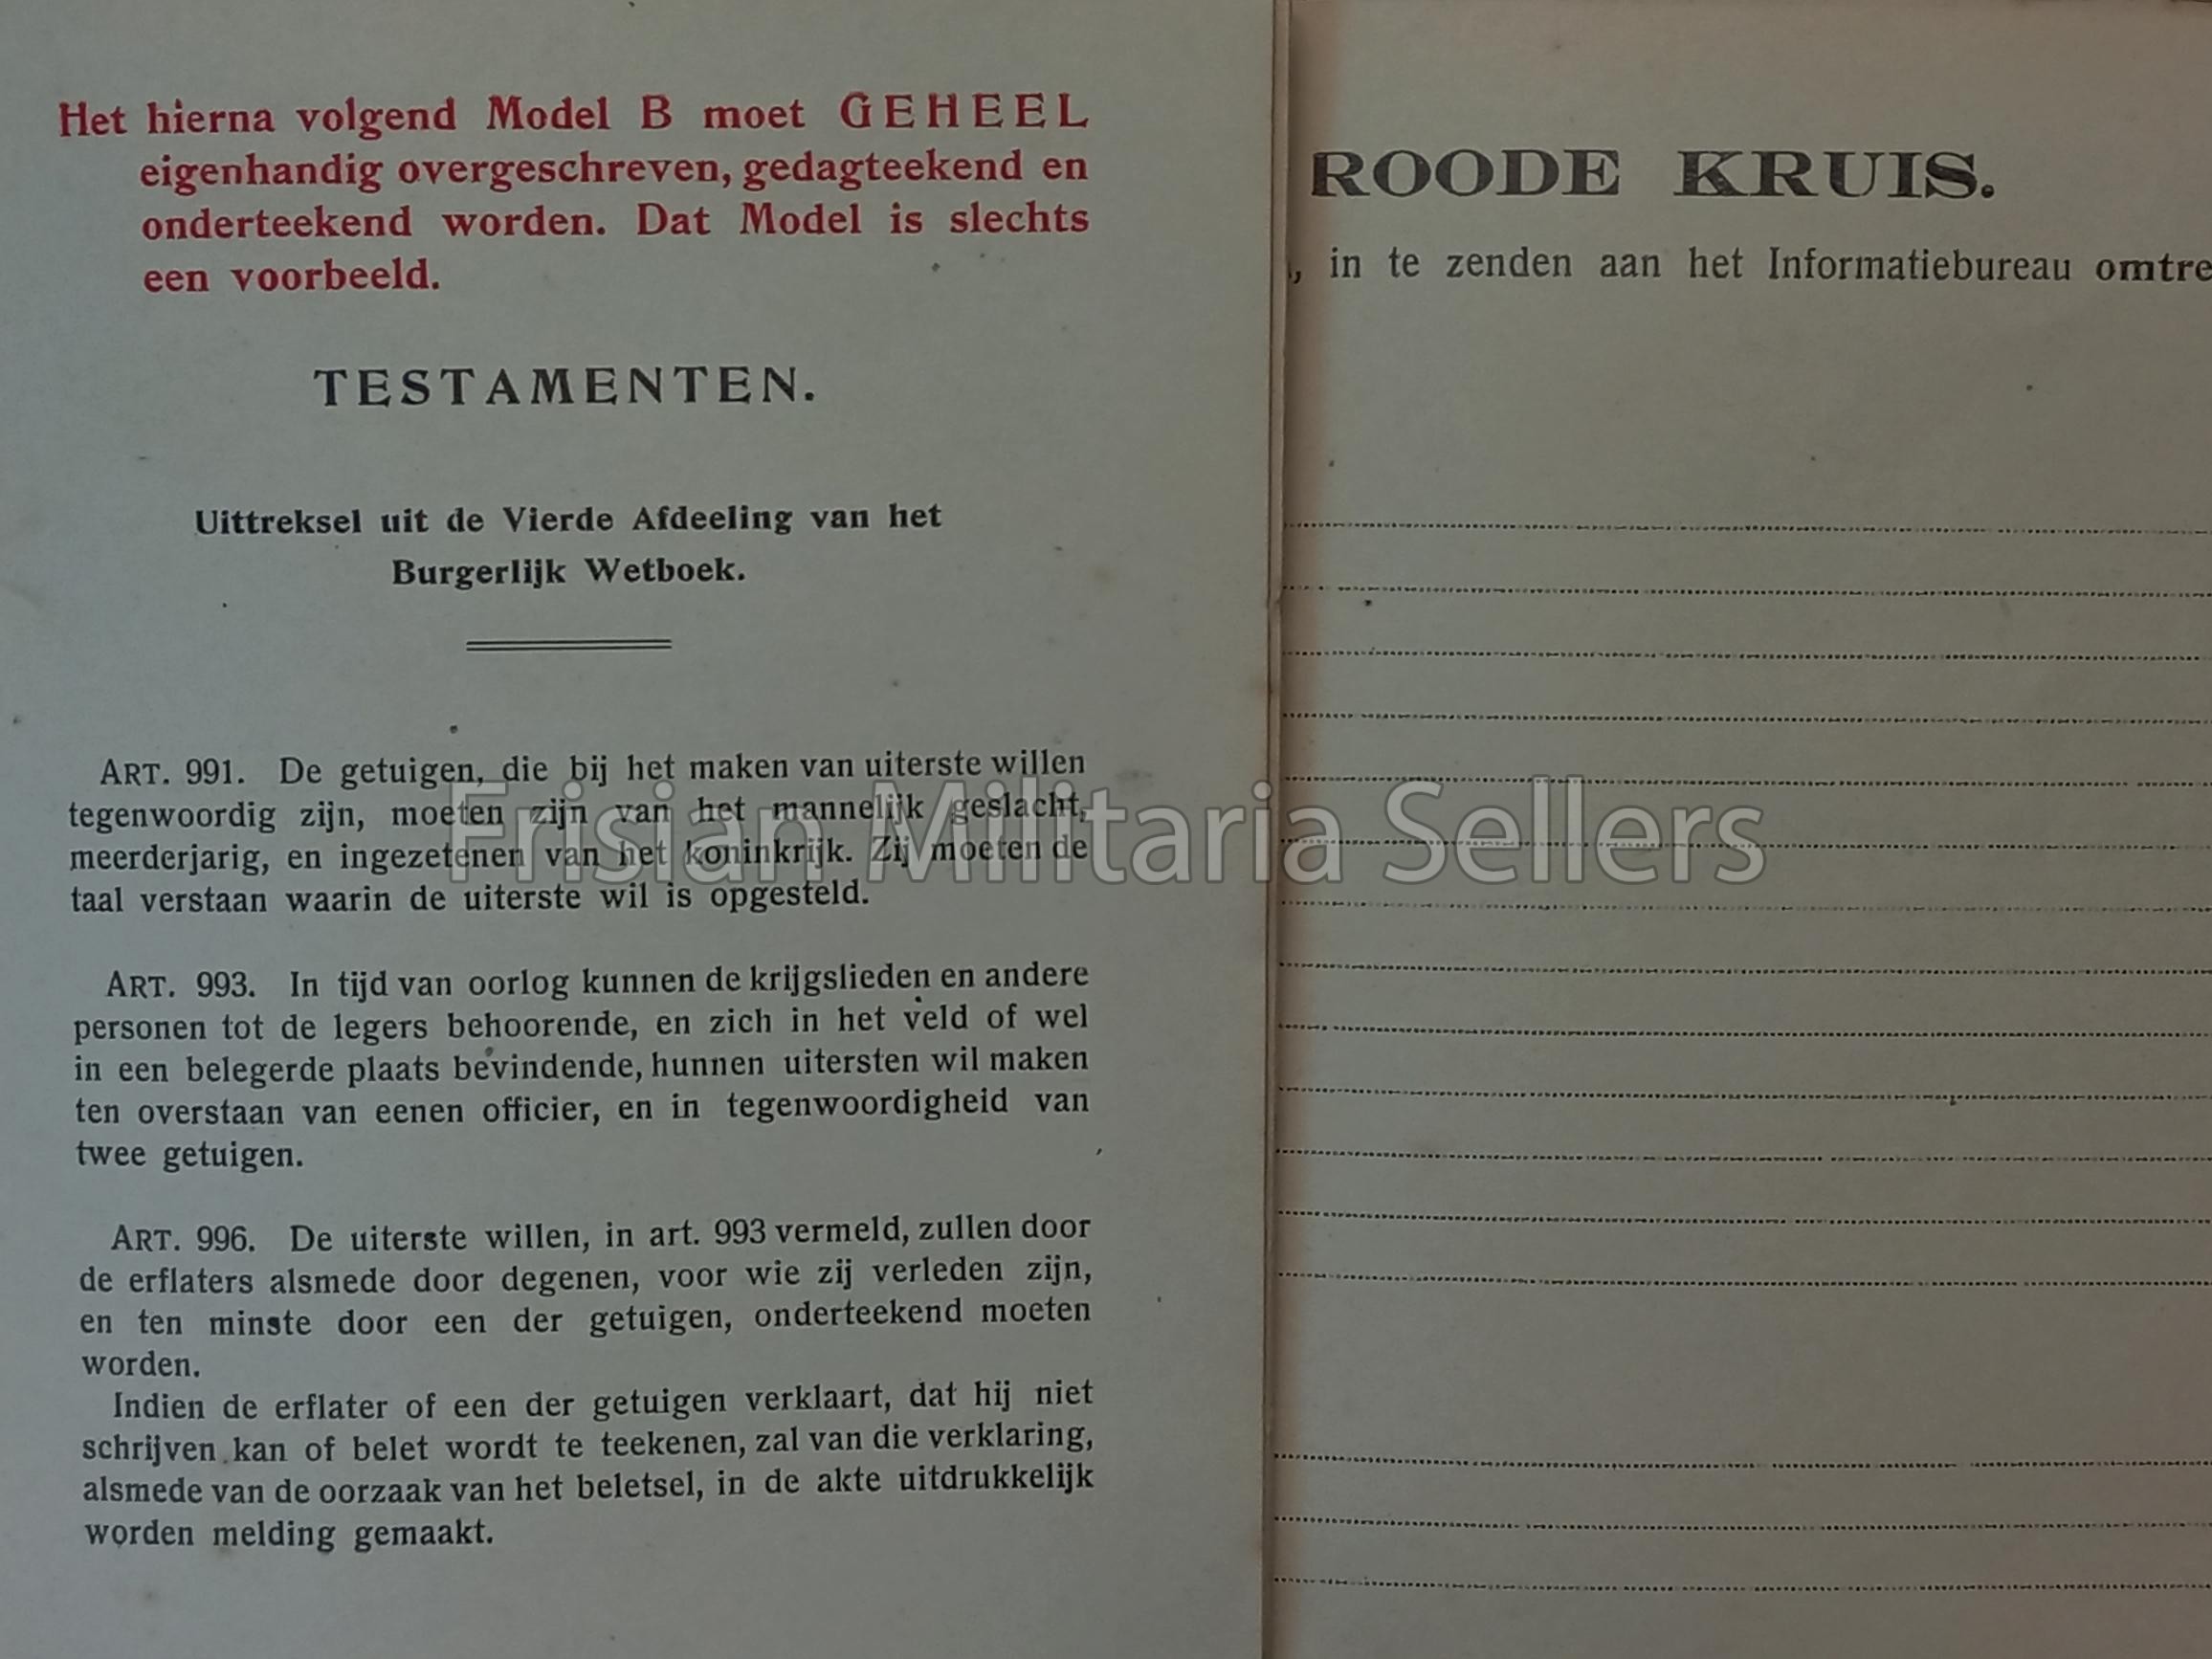 Het hierna volgend Model B moet GEHEEL
eigenhandig overgeschreven, gedagteekend en
onderteekend worden. Dat Model is slechts
een voorbeeld.
TESTAMENTEN.
Uittreksel uit de Vierde Afdeeling van het
Burgerlijk Wetboek.
ART. 991. De getuigen, die bij het maken van uiterste willen
tegenwoordig zijn, moeten zijn van het mannelijk geslacht,
meerderjarig, en ingezetenen van het koninkrijk. Zij moeten de
taal verstaan waarin de uiterste wil is opgesteld.
ART. 993. In tijd van oorlog kunnen de krijgslieden en andere
personen tot de legers behoorende, en zich in het veld of wel
in een belegerde plaats bevindende, hunnen uitersten wil maken
ten overstaan van eenen officier, en in tegenwoordigheid van
twee getuigen.
ART. 996. De uiterste willen, in art. 993 vermeld, zullen door
de erflaters alsmede door degenen, voor wie zij verleden zijn,
en ten minste door een der getuigen, onderteekend moeten
worden.
Indien de erflater of een der getuigen verklaart, dat hij niet
schrijven kan of belet wordt te teekenen, zal van die verklaring,
alsmede van de oorzaak van het beletsel, in de akte uitdrukkelijk
worden melding gemaakt.
ROODE KRUIS.
, in te zenden aan het Informatiebureau omtre
Frisian Militaria Sellers